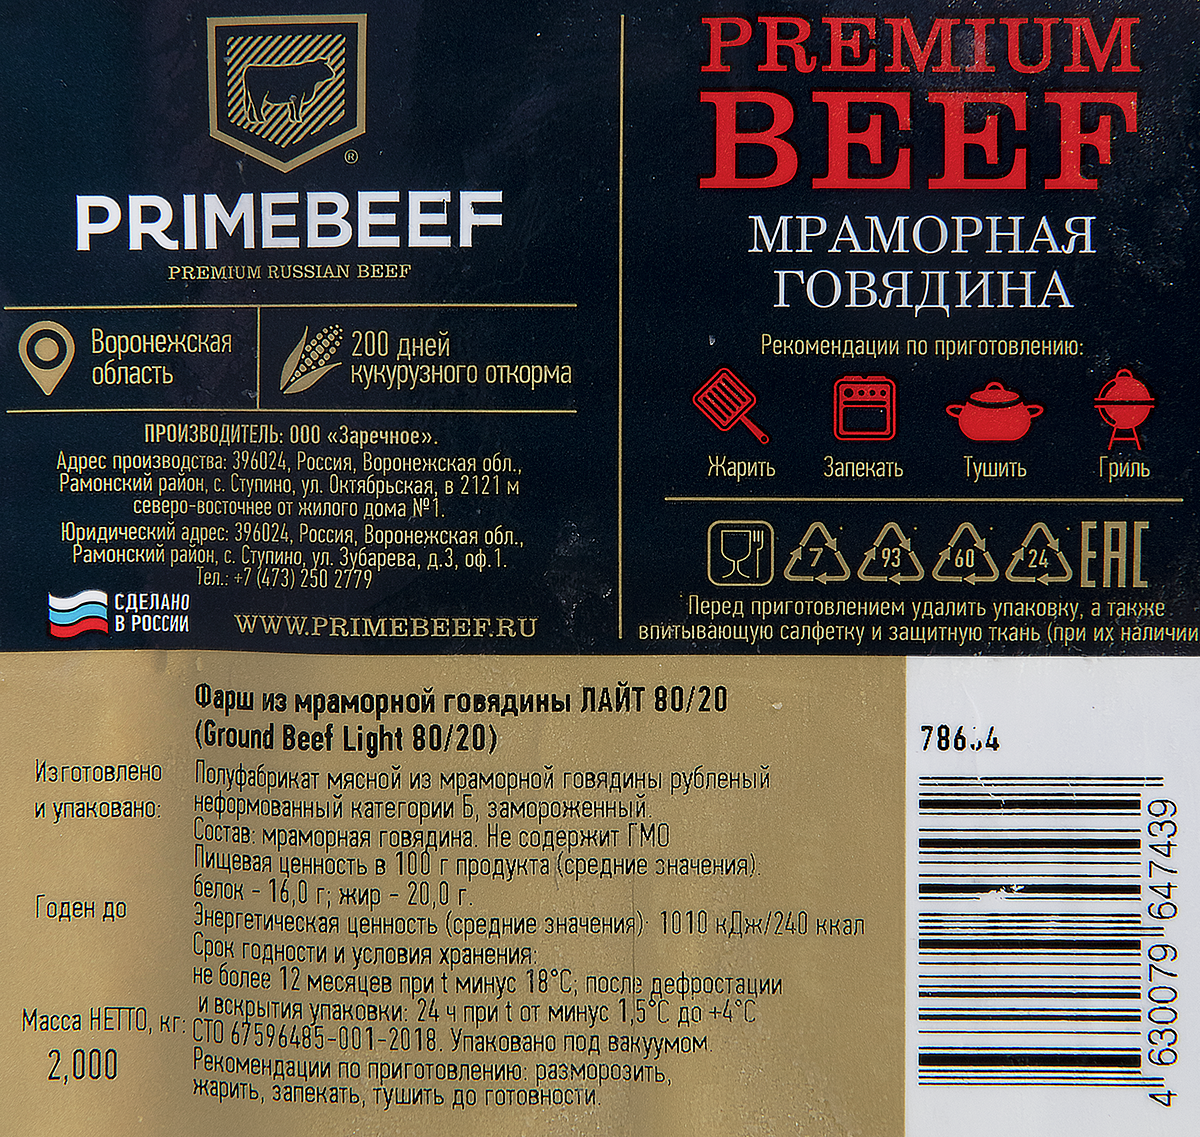 PRIMEBEEF
®
PREMIUM RUSSIAN BEEF
Воронежская
область
200 дней
кукурузного откорма
ПРОИЗВОДИТЕЛЬ: ООО «Заречное».
Адрес производства: 396024, Россия, Воронежская обл.,
Рамонский район, с. Ступино, ул. Октябрьская, в 2121 м
северо-восточнее от жилого дома №1.
Юридический адрес: 396024, Россия, Воронежская обл.,
Рамонский район, с. Ступино, ул. Зубарева, д.3, оф.1.
Тел.: +7 (473) 250 2779
СДЕЛАНО
В РОССИИ
WWW.PRIMEBEEF.RU
PREMIUM
BEEF
МРАМОРНАЯ
ГОВЯДИНА
Рекомендации по приготовлению:
Жарить Запекать Тушить Гриль
7 93 60 24 EAC
Перед приготовлением удалить упаковку, а также
впитывающую салфетку и защитную ткань (при их наличии
Фарш из мраморной говядины ЛАЙТ 80/20
(Ground Beef Light 80/20)
Изготовлено
и упаковано:
Годен до
Масса НЕТТО, кг:
2,000
Полуфабрикат мясной из мраморной говядины рубленый
неформованный категории Б, замороженный.
Состав: мраморная говядина. Не содержит ГМО
Пищевая ценность в 100 г продукта (средние значения):
белок - 16,0 г; жир - 20,0 г.
Энергетическая ценность (средние значения): 1010 кДж/240 ккал
Срок годности и условия хранения:
не более 12 месяцев при t минус 18°С; после дефростации
и вскрытия упаковки: 24 ч при t от минус 1,5°С до +4°С
СТО 67596485-001-2018. Упаковано под вакуумом.
Рекомендации по приготовлению: разморозить,
жарить, запекать, тушить до готовности.
4 630079 647439